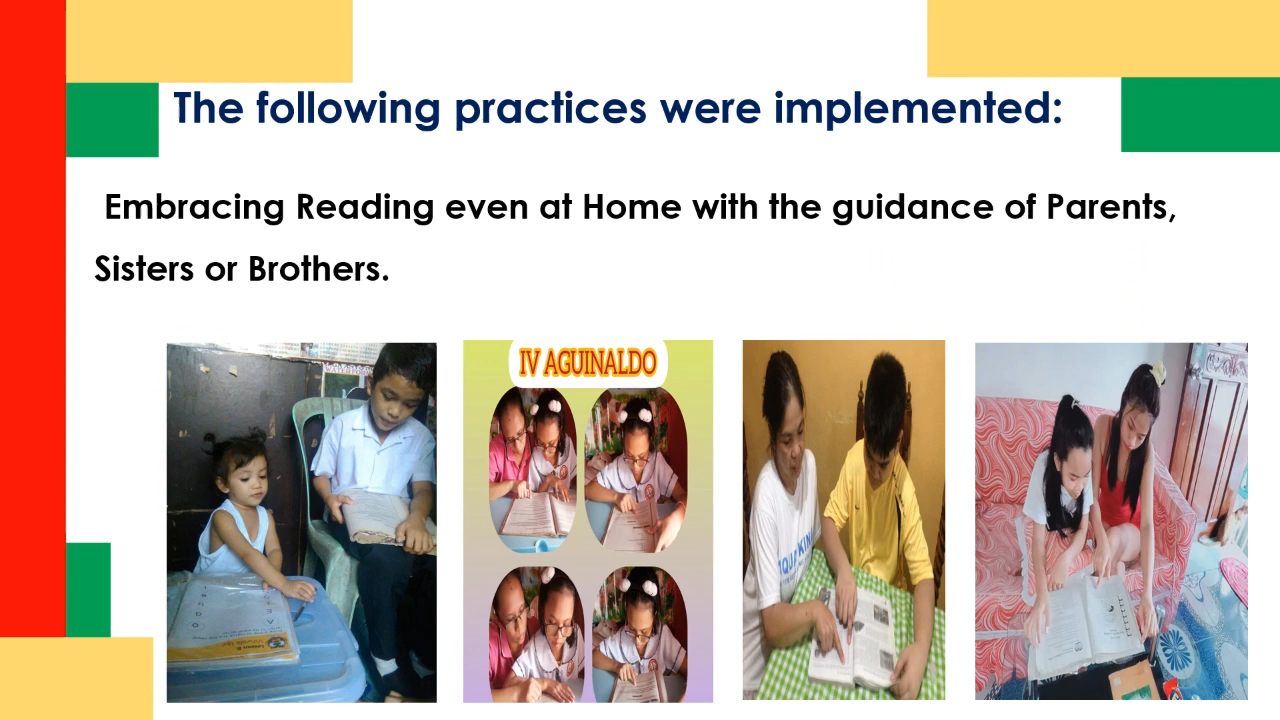 The following practices were implemented:
Embracing Reading even at Home with the guidance of Parents,
Sisters or Brothers.
IV AGUINALDO